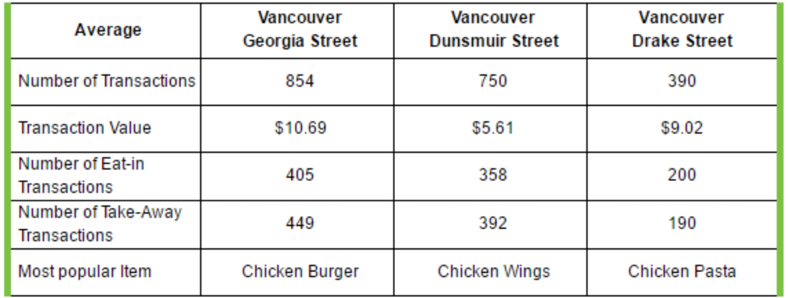 Average
Vancouver
Georgia Street
Vancouver
Dunsmuir Street
Vancouver
Drake Street
Number of Transactions
854
750
390
Transaction Value
$10.69
$5.61
$9.02
Number of Eat-in
Transactions
405
358
200
Number of Take-Away
Transactions
449
392
190
Most popular Item
Chicken Burger
Chicken Wings
Chicken Pasta